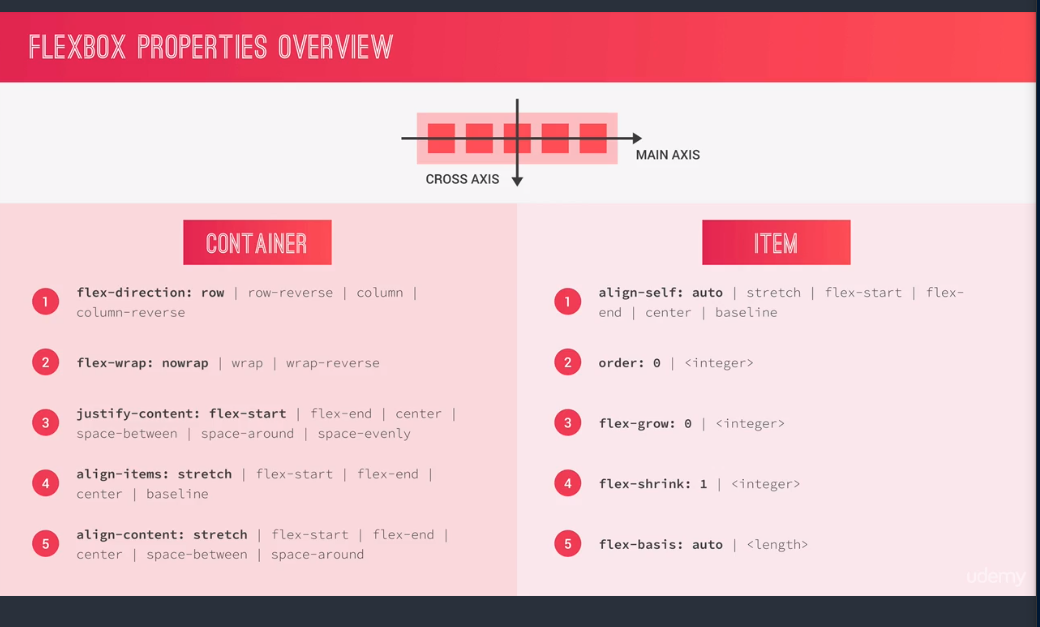 FLEXBOX PROPERTIES OVERVIEW
MAIN AXIS
CROSS AXIS
CONTAINER
1 flex-direction: row | row-reverse | column |
column-reverse
2 flex-wrap: nowrap | wrap | wrap-reverse
3 justify-content: flex-start | flex-end | center |
space-between | space-around | space-evenly
4 align-items: stretch | flex-start | flex-end |
center | baseline
5 align-content: stretch | flex-start | flex-end |
center | space-between | space-around
ITEM
1 align-self: auto | stretch | flex-start | flex-
end | center | baseline
2 order: 0 | <integer>
3 flex-grow: 0 | <integer>
4 flex-shrink: 1 | <integer>
5 flex-basis: auto | <length>
udemy